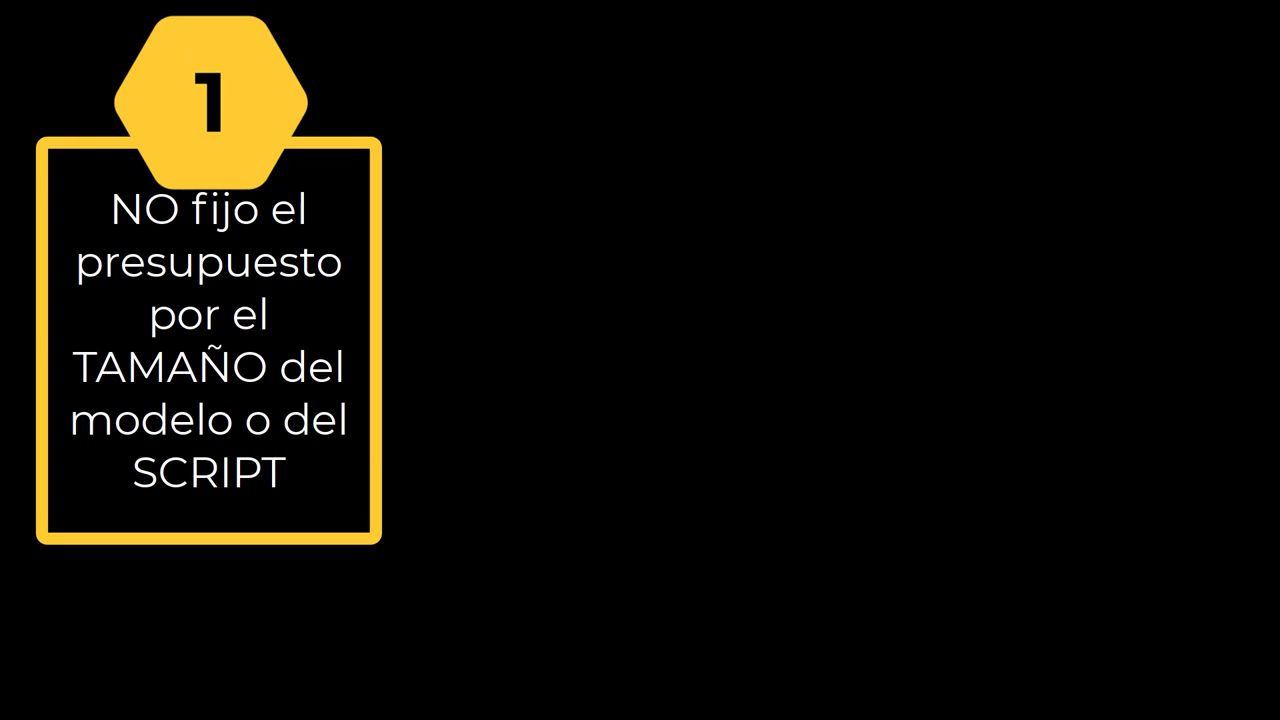 1
NO fijo el
presupuesto
por el
TAMAÑO del
modelo o del
SCRIPT